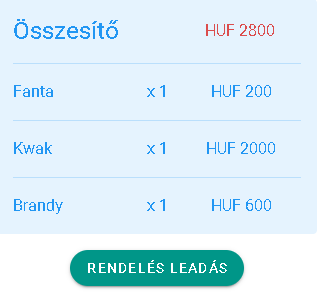 Összesítő HUF 2800
Fanta x 1 HUF 200
Kwak x 1 HUF 2000
Brandy x 1 HUF 600
RENDELÉS LEADÁS